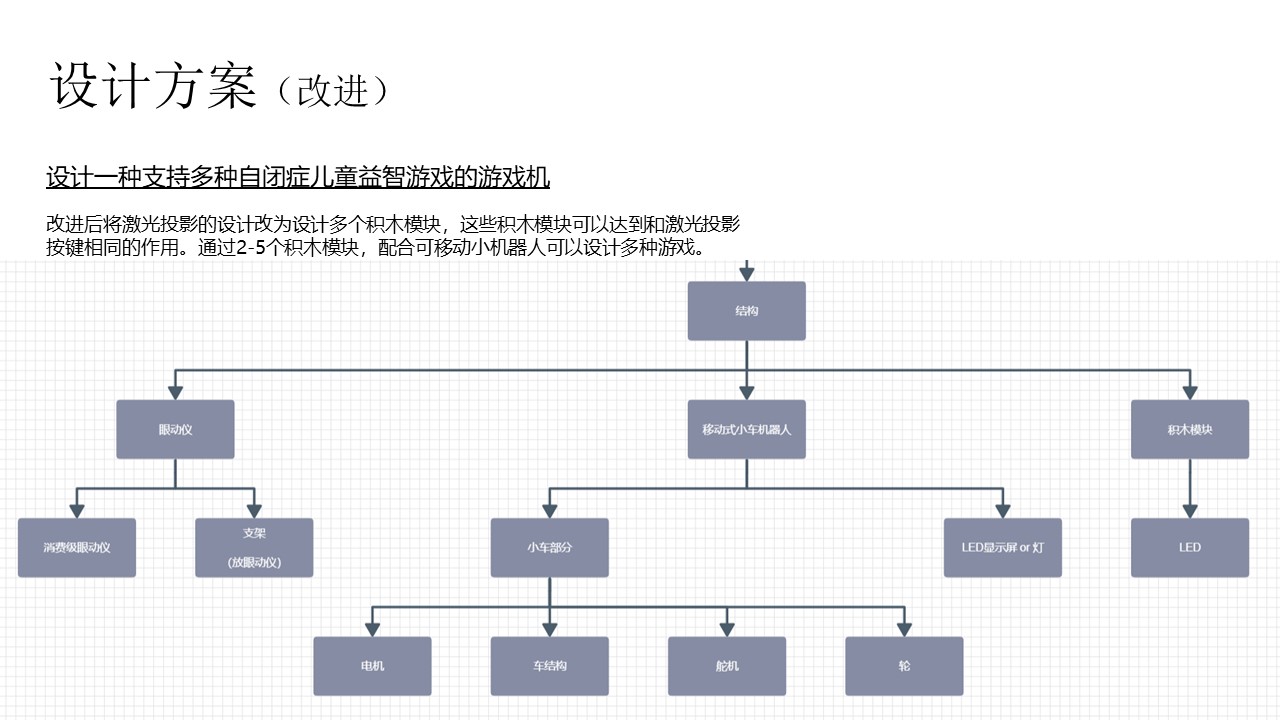 设计方案（改进）
设计一种支持多种自闭症儿童益智游戏的游戏机
改进后将激光投影的设计改为设计多个积木模块，这些积木模块可以达到和激光投影
按键相同的作用。通过2-5个积木模块，配合可移动小机器人可以设计多种游戏。
结构
眼动仪
移动式小车机器人
积木模块
消费级眼动仪
支架
(放眼动仪)
小车部分
LED显示屏 or 灯
LED
电机
车结构
舵机
轮